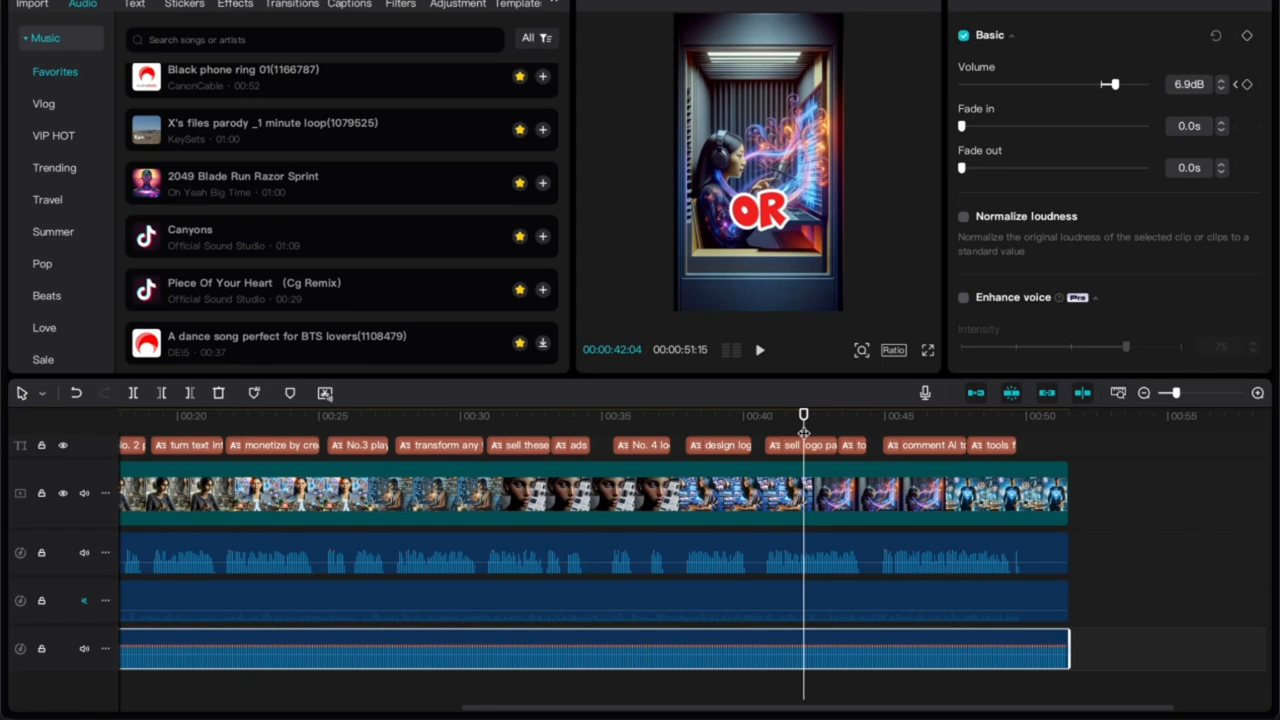 Import Audio Text Stickers Effects Transitions Captions Filters Adjustment Template
Music
Search songs or artists
All
Favorites
Vlog
VIP HOT
Trending
Travel
Summer
Pop
Beats
Love
Sale
Black phone ring 01(1166787)
CanonCable · 00:52
X's files parody _1 minute loop(1079525)
KeySets · 01:00
2049 Blade Run Razor Sprint
Oh Yeah Big Time · 01:00
Canyons
Official Sound Studio · 01:09
Piece Of Your Heart (Cg Remix)
Official Sound Studio · 00:29
A dance song perfect for BTS lovers(1108479)
DEi5 · 00:37
OR
00:00:42:04 00:00:51:15
Ratio
Basic
Volume
6.9dB
Fade in
0.0s
Fade out
0.0s
Normalize loudness
Normalize the original loudness of the selected clip or clips to a
standard value
Enhance voice Pro
Intensity
75
00:20 00:25 00:30 00:35 00:40 00:45 00:50 00:55
o. 2 turn text int monetize by cre No.3 play transform any sell these ads No. 4 lo design log sell logo pa to comment AI to tools f